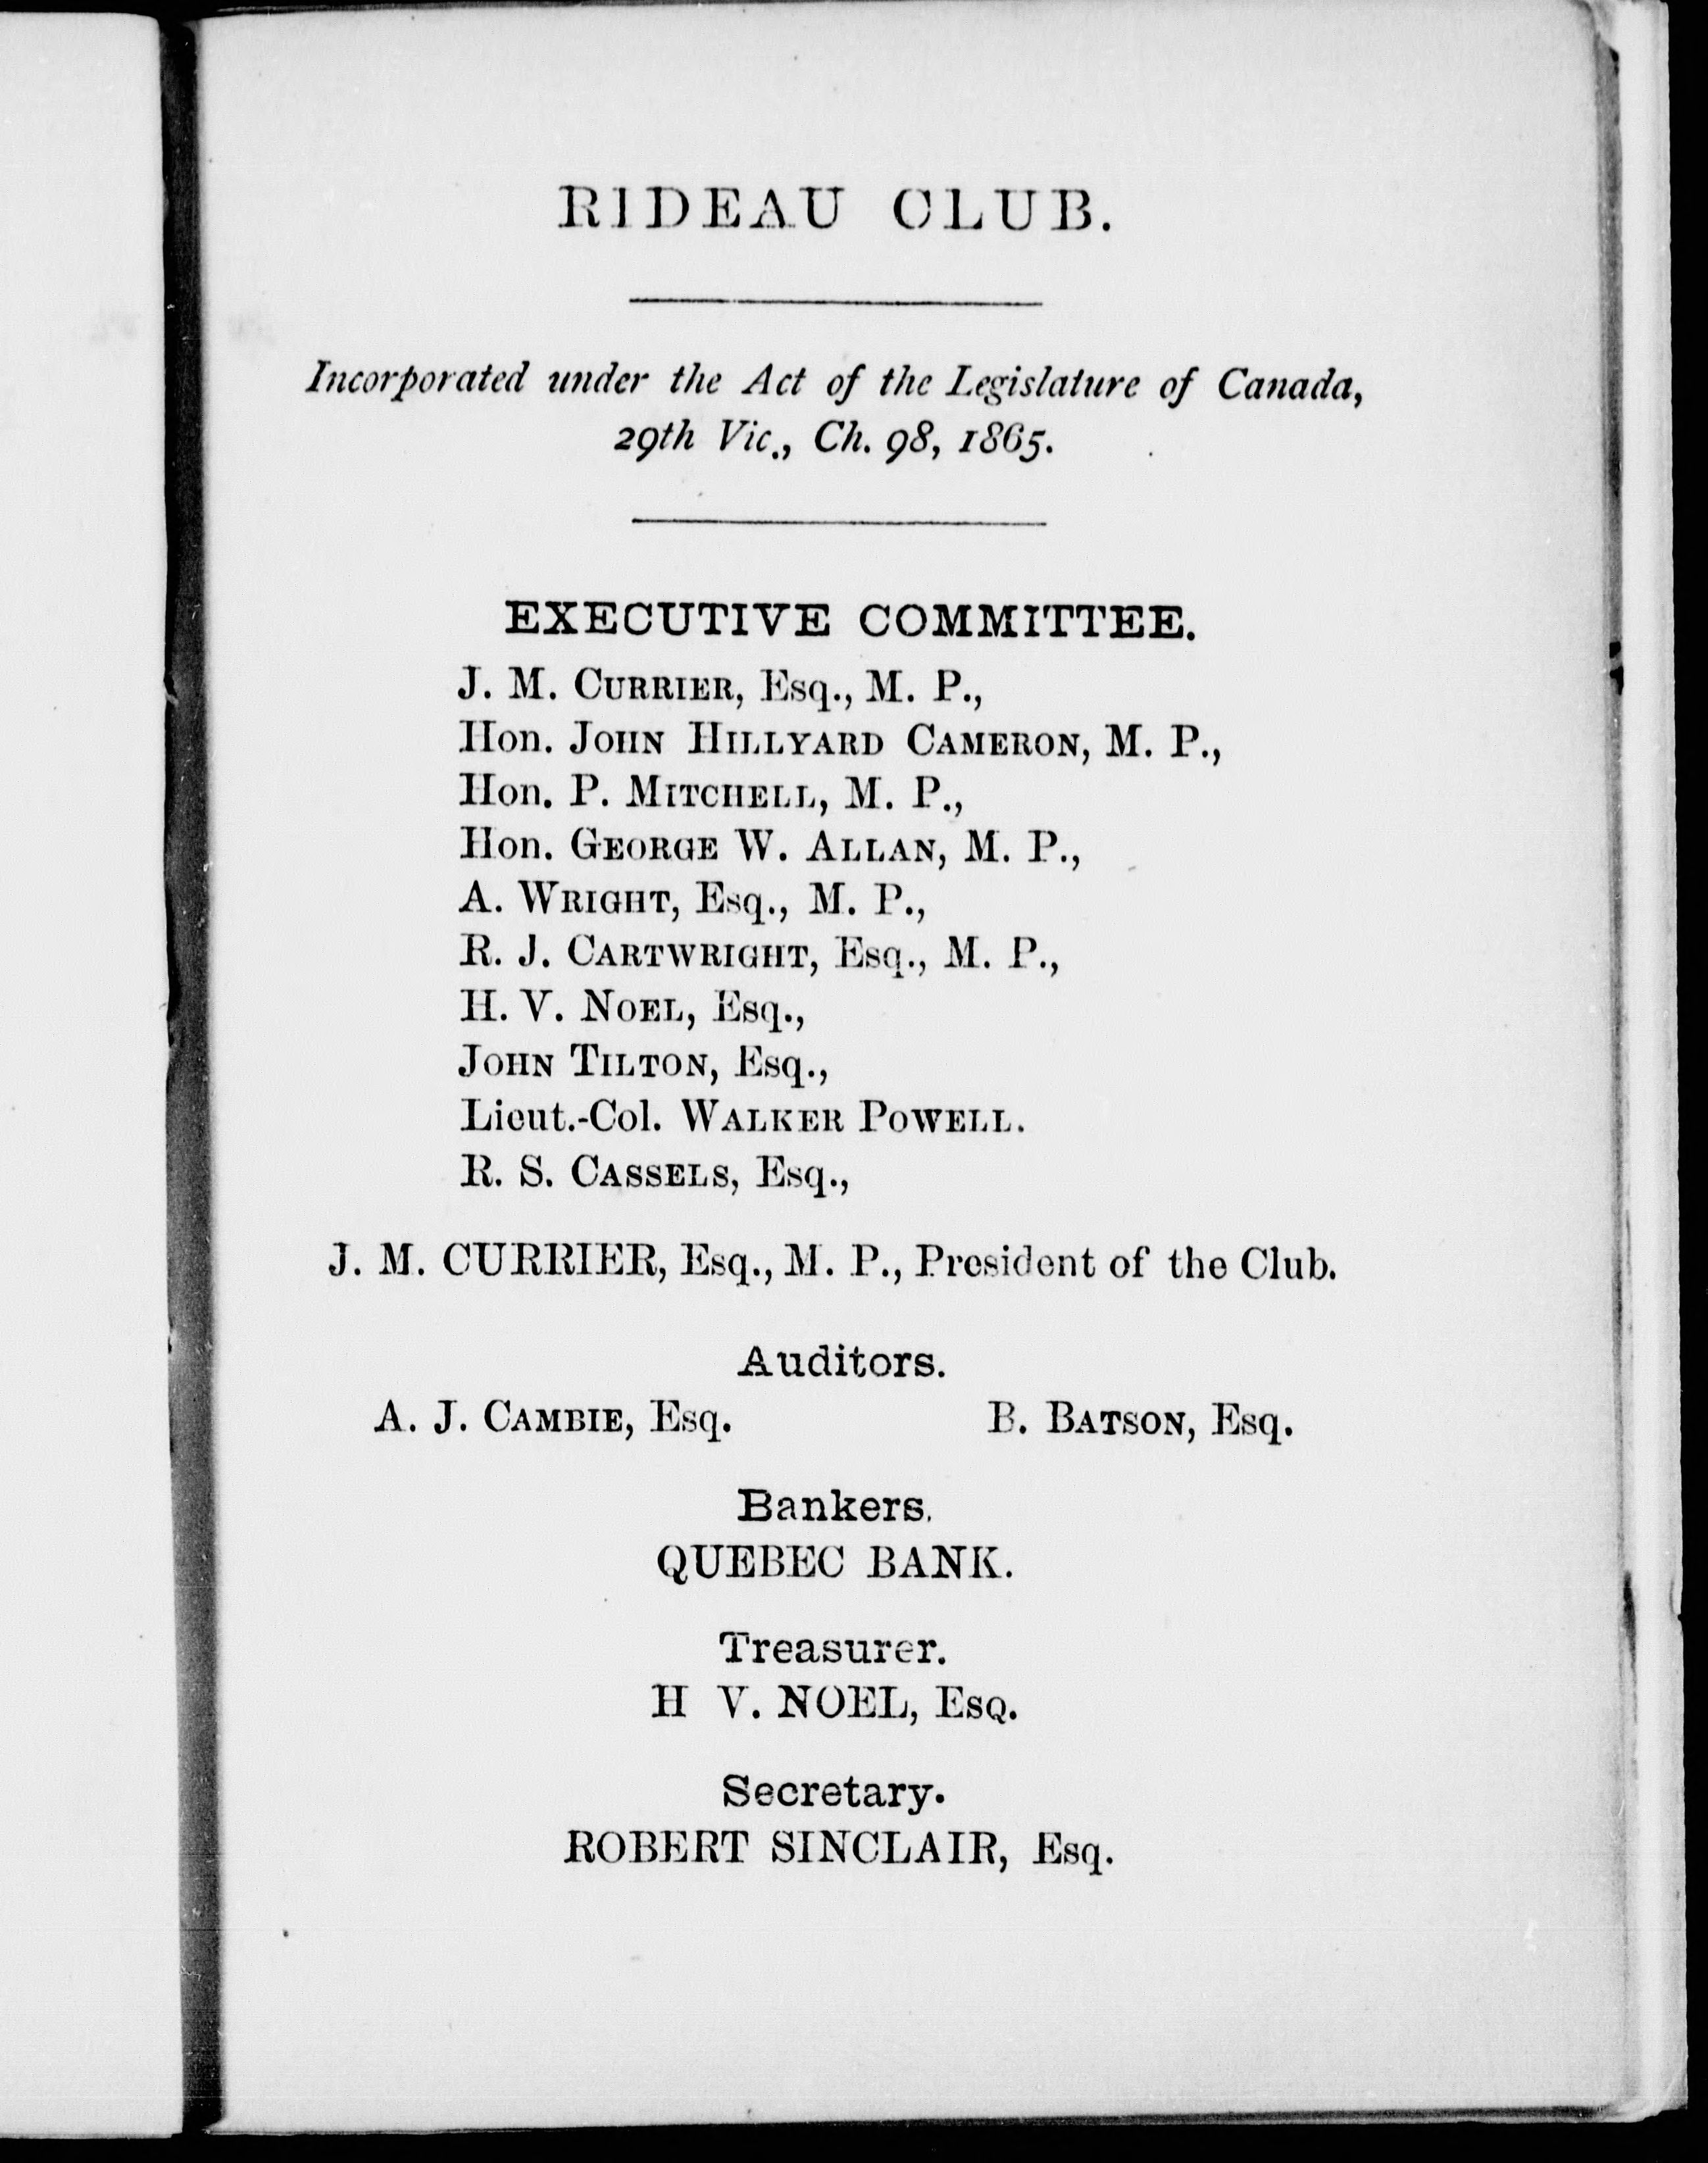 RIDEAU CLUB.
Incorporated under the Act of the Legislature of Canada,
29th Vic., Ch. 98, 1865.
EXECUTIVE COMMITTEE.
J. M. CURRIER, Esq., M. P.,
Hon. JOHN HILLYARD CAMERON, M. P.,
Hon. P. MITCHELL, M. P.,
Hon. GEORGE W. ALLAN, M. P.,
A. WRIGHT, Esq., M. P.,
R. J. CARTWRIGHT, Esq., M. P.,
H. V. NOEL, Esq.,
JOHN TILTON, Esq.,
Lieut.-Col. WALKER POWELL.
R. S. CASSELS, Esq.,
J. M. CURRIER, Esq., M. P., President of the Club.
Auditors.
A. J. CAMBIE, Esq. B. BATSON, Esq.
Bankers.
QUEBEC BANK.
Treasurer.
H V. NOEL, ESQ.
Secretary.
ROBERT SINCLAIR, Esq.